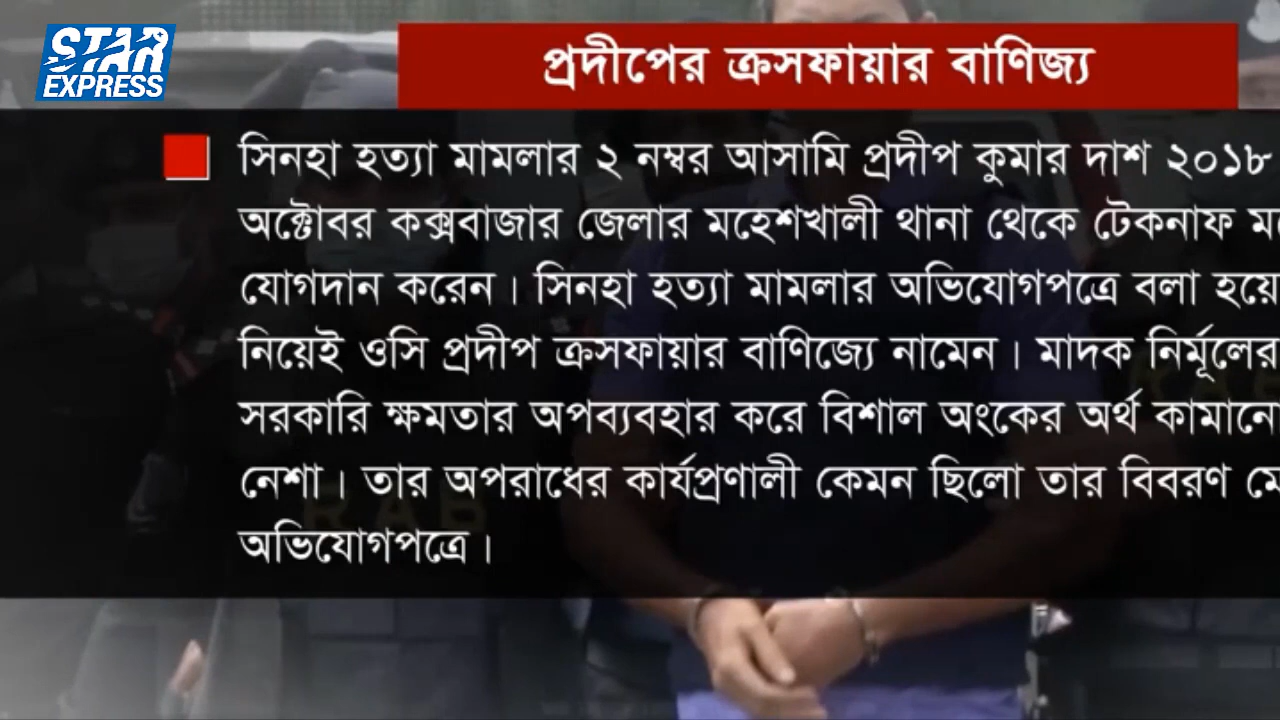 STAR
EXPRESS
প্রদীপের ক্রসফায়ার বাণিজ্য
সিনহা হত্যা মামলার ২ নম্বর আসামি প্রদীপ কুমার দাশ ২০১৮
অক্টোবর কক্সবাজার জেলার মহেশখালী থানা থেকে টেকনাফ
যোগদান করেন। সিনহা হত্যা মামলার অভিযোগপত্রে বলা হয়ে
নিয়েই ওসি প্রদীপ ক্রসফায়ার বাণিজ্যে নামেন। মাদক নির্মূলের
সরকারি ক্ষমতার অপব্যবহার করে বিশাল অংকের অর্থ কামানো
নেশা। তার অপরাধের কার্যপ্রণালী কেমন ছিলো তার বিবরণ
অভিযোগপত্রে।
RAB